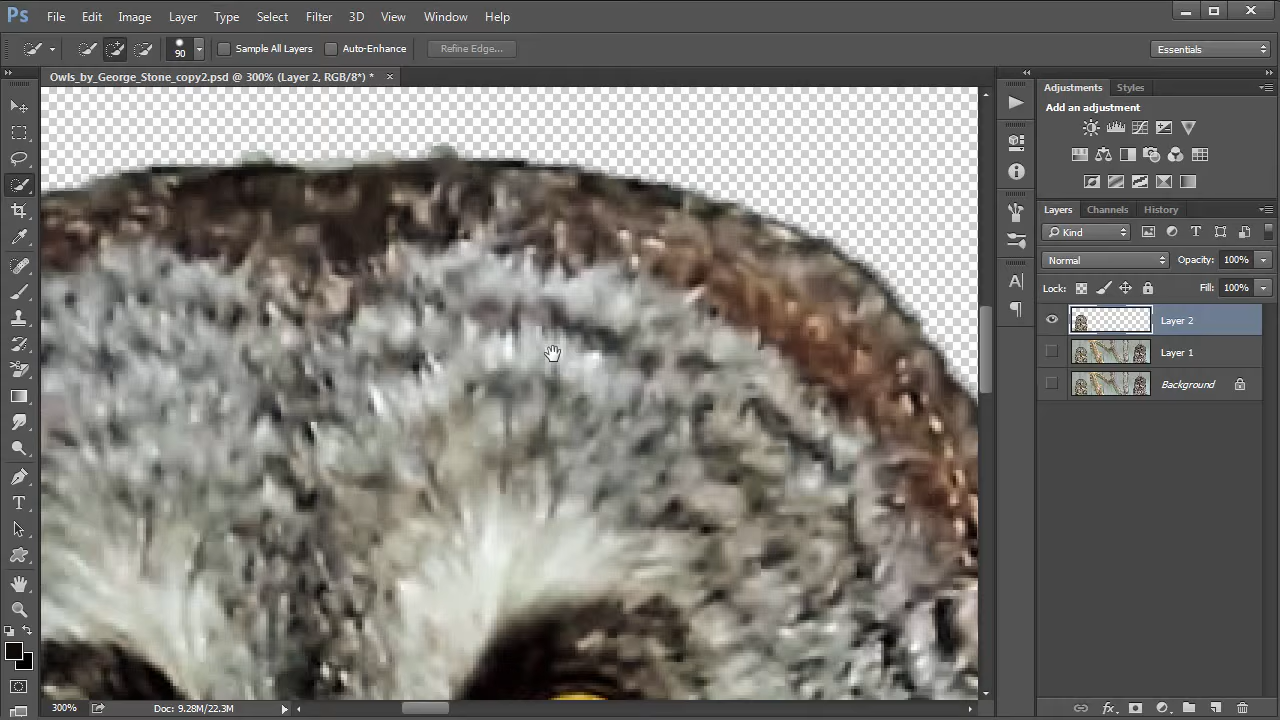 Ps File Edit Image Layer Type Select Filter 3D View Window Help
90 Sample All Layers Auto-Enhance Refine Edge... Essentials
Owls_by_George_Stone_copy2.psd @ 300% (Layer 2, RGB/8*) *
Adjustments Styles
Add an adjustment
Layers Channels History
Kind
Normal Opacity: 100%
Lock: Fill: 100%
Layer 2
Layer 1
Background
300% Doc: 9.28M/22.3M